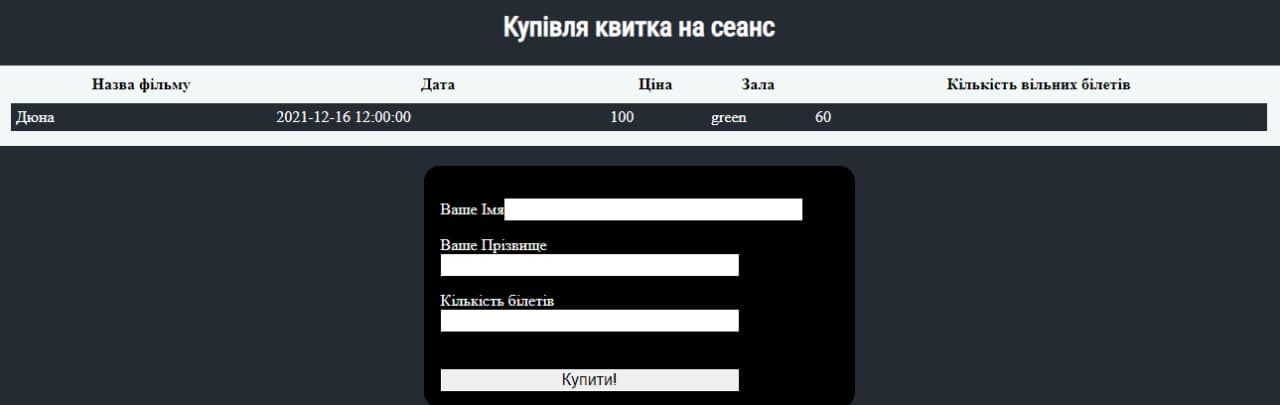 Купівля квитка на сеанс
Назва фільму Дата Ціна Зала Кількість вільних білетів
Дюна 2021-12-16 12:00:00 100 green 60
Ваше Імя
Ваше Прізвище
Кількість білетів
Купити!